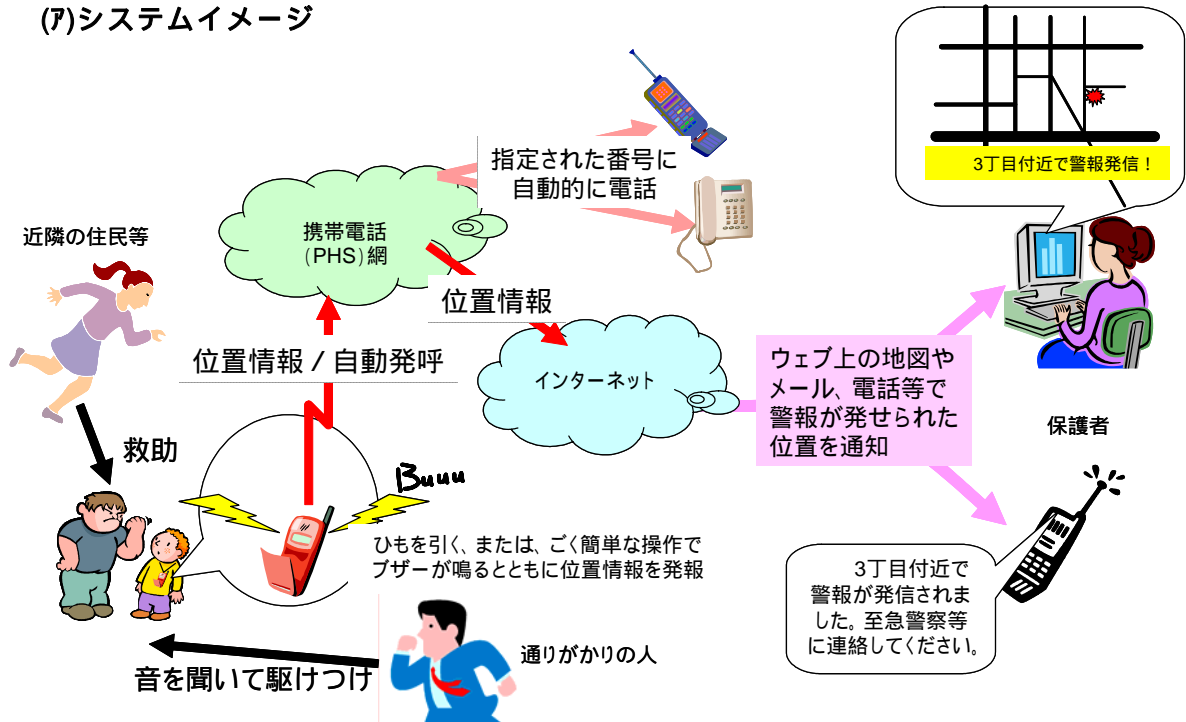 (ｱ)システムイメージ
3丁目付近で警報発信！
指定された番号に
自動的に電話
携帯電話
(PHS)網
近隣の住民等
位置情報
位置情報 / 自動発呼
インターネット
ウェブ上の地図や
メール、電話等で
警報が発せられた
位置を通知
保護者
救助
Buuu
ひもを引く、または、ごく簡単な操作で
ブザーが鳴るとともに位置情報を発報
3丁目付近で
警報が発信されま
した。至急警察等
に連絡してください。
通りがかりの人
音を聞いて駆けつけ